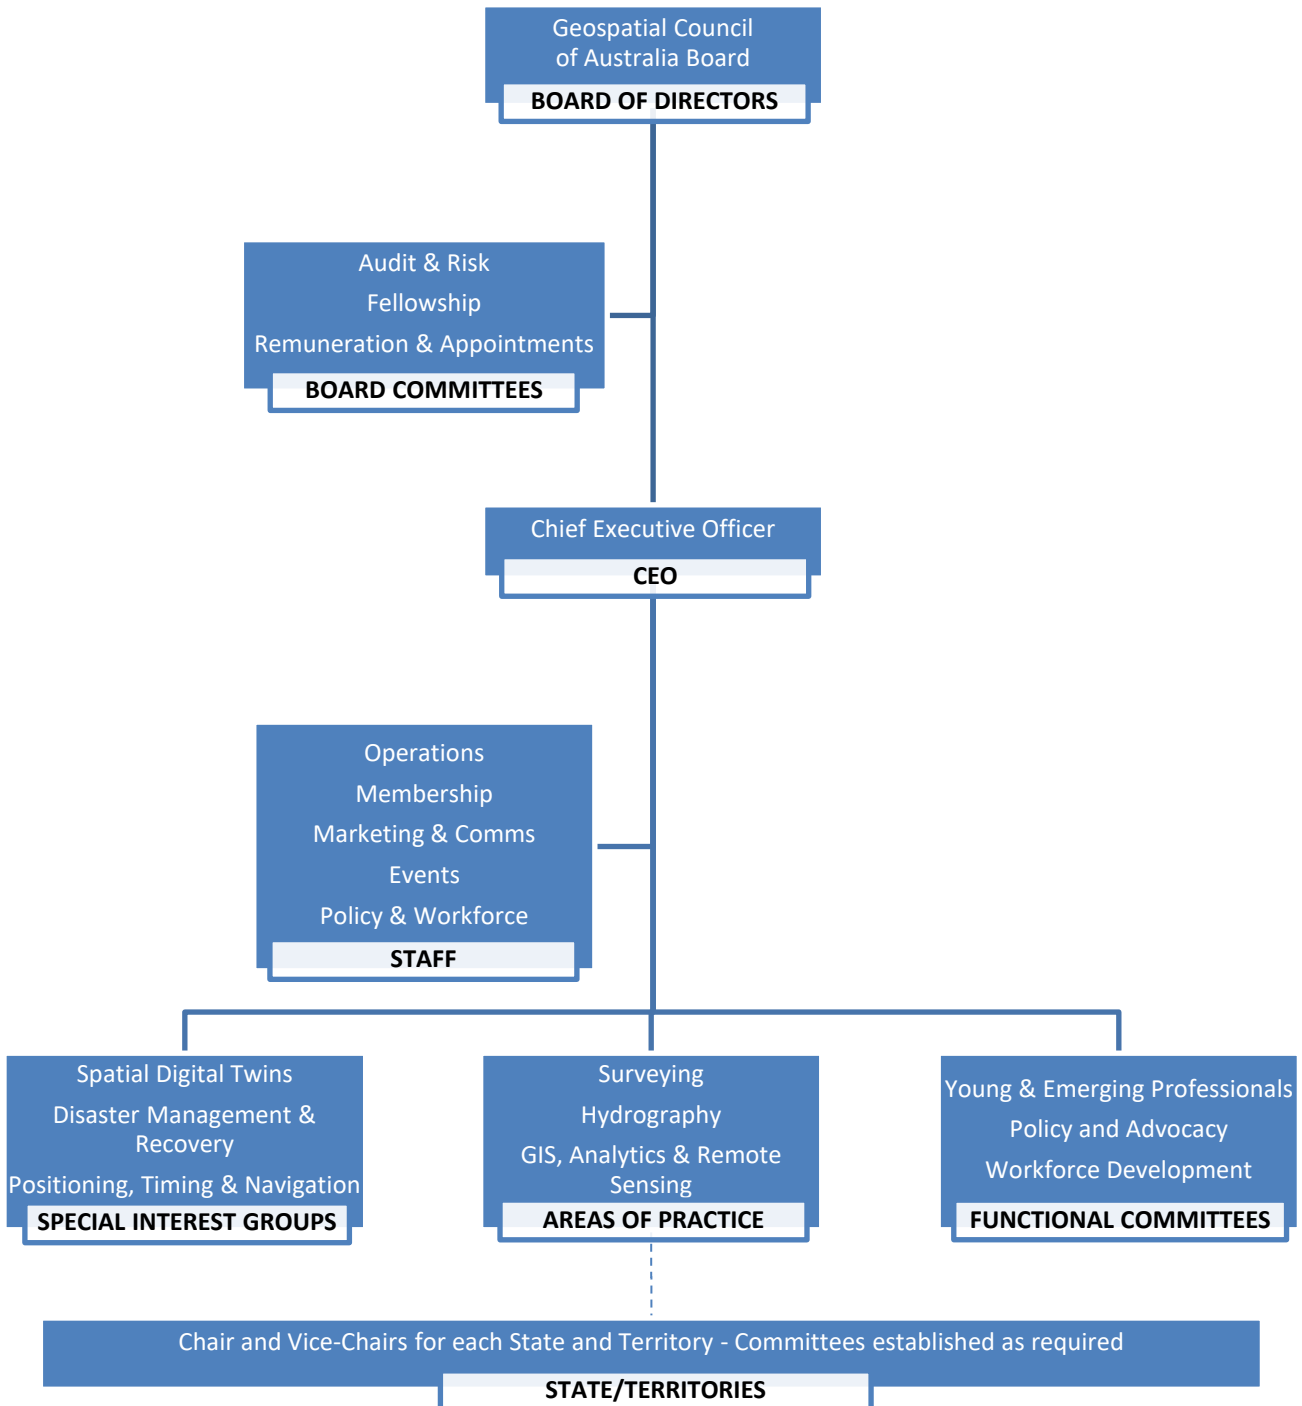 Geospatial Council
of Australia Board
BOARD OF DIRECTORS
Audit & Risk
Fellowship
Remuneration & Appointments
BOARD COMMITTEES
Chief Executive Officer
CEO
Operations
Membership
Marketing & Comms
Events
Policy & Workforce
STAFF
Spatial Digital Twins
Disaster Management &
Recovery
Positioning, Timing & Navigation
SPECIAL INTEREST GROUPS
Surveying
Hydrography
GIS, Analytics & Remote
Sensing
AREAS OF PRACTICE
Young & Emerging Professionals
Policy and Advocacy
Workforce Development
FUNCTIONAL COMMITTEES
Chair and Vice-Chairs for each State and Territory - Committees established as required
STATE/TERRITORIES